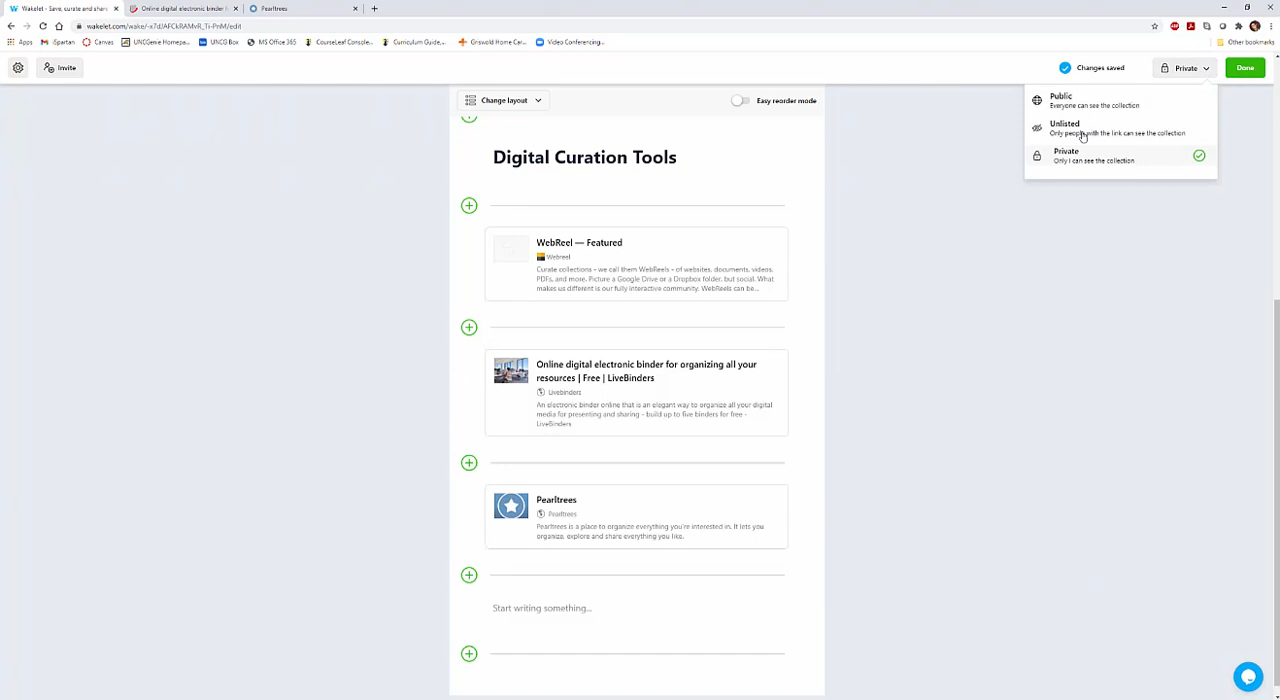 Wakelet - Save, curate and share
Online digital electronic binder f
Pearltrees
wakelet.com/wake/-x7dJAFCkRAMvR_Ti-PnM/edit
Apps
iSpartan
Canvas
UNCGenie Homepa...
UNCG Box
MS Office 365
CourseLeaf Console...
Curriculum Guide,...
Griswold Home Car...
Video Conferencing...
Other bookmarks
Invite
Changes saved
Private
Done
Change layout
Easy reorder mode
Public
Everyone can see the collection
Unlisted
Only people with the link can see the collection
Private
Only I can see the collection
Digital Curation Tools
WebReel — Featured
Webreel
Curate collections - we call them WebReels - of websites, documents, videos,
PDFs, and more. Picture a Google Drive or a Dropbox folder, but social. What
makes us different is our fully interactive community. WebReels can be...
Online digital electronic binder for organizing all your
resources | Free | LiveBinders
Livebinders
An electronic binder online that is an elegant way to organize all your digital
media for presenting and sharing - build up to five binders for free -
LiveBinders
Pearltrees
Pearltrees
Pearltrees is a place to organize everything you're interested in. It lets you
organize, explore and share everything you like.
Start writing something...